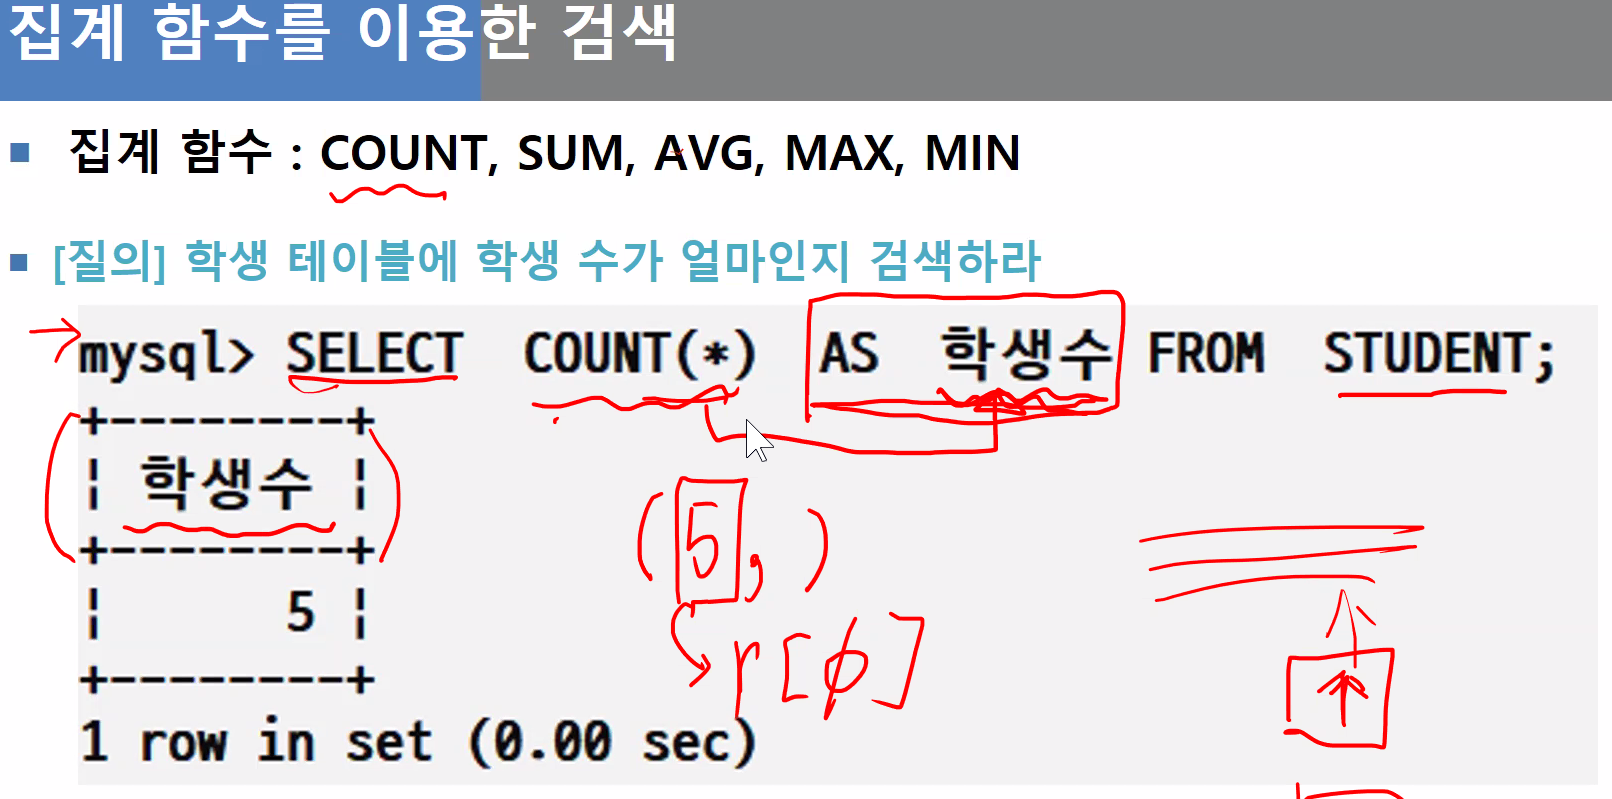 집계 함수를 이용한 검색
집계 함수 : COUNT, SUM, AVG, MAX, MIN
[질의] 학생 테이블에 학생 수가 얼마인지 검색하라
mysql> SELECT COUNT(*) AS 학생수 FROM STUDENT;
+--------+
¦ 학생수 ¦
+--------+
¦ 5 ¦
+--------+
1 row in set (0.00 sec)
(5, )
r[0]